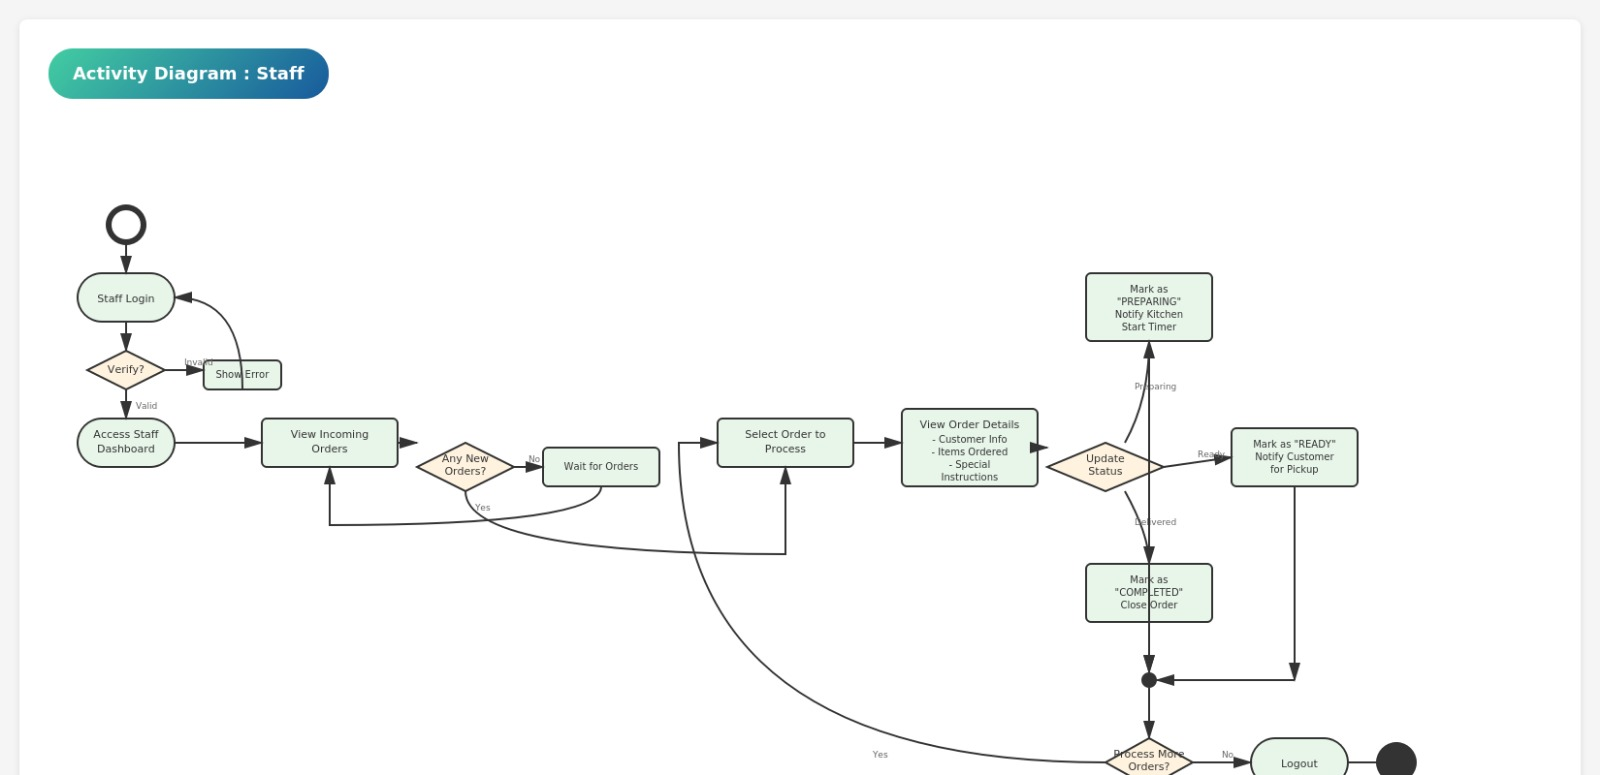 Activity Diagram : Staff
Staff Login
Verify?
Invalid
Show Error
Valid
Access Staff
Dashboard
View Incoming
Orders
Any New
Orders?
No
Wait for Orders
Yes
Select Order to
Process
View Order Details
- Customer Info
- Items Ordered
- Special
Instructions
Update
Status
Preparing
Mark as
"PREPARING"
Notify Kitchen
Start Timer
Ready
Mark as "READY"
Notify Customer
for Pickup
Delivered
Mark as
"COMPLETED"
Close Order
Process More
Orders?
Yes
No
Logout